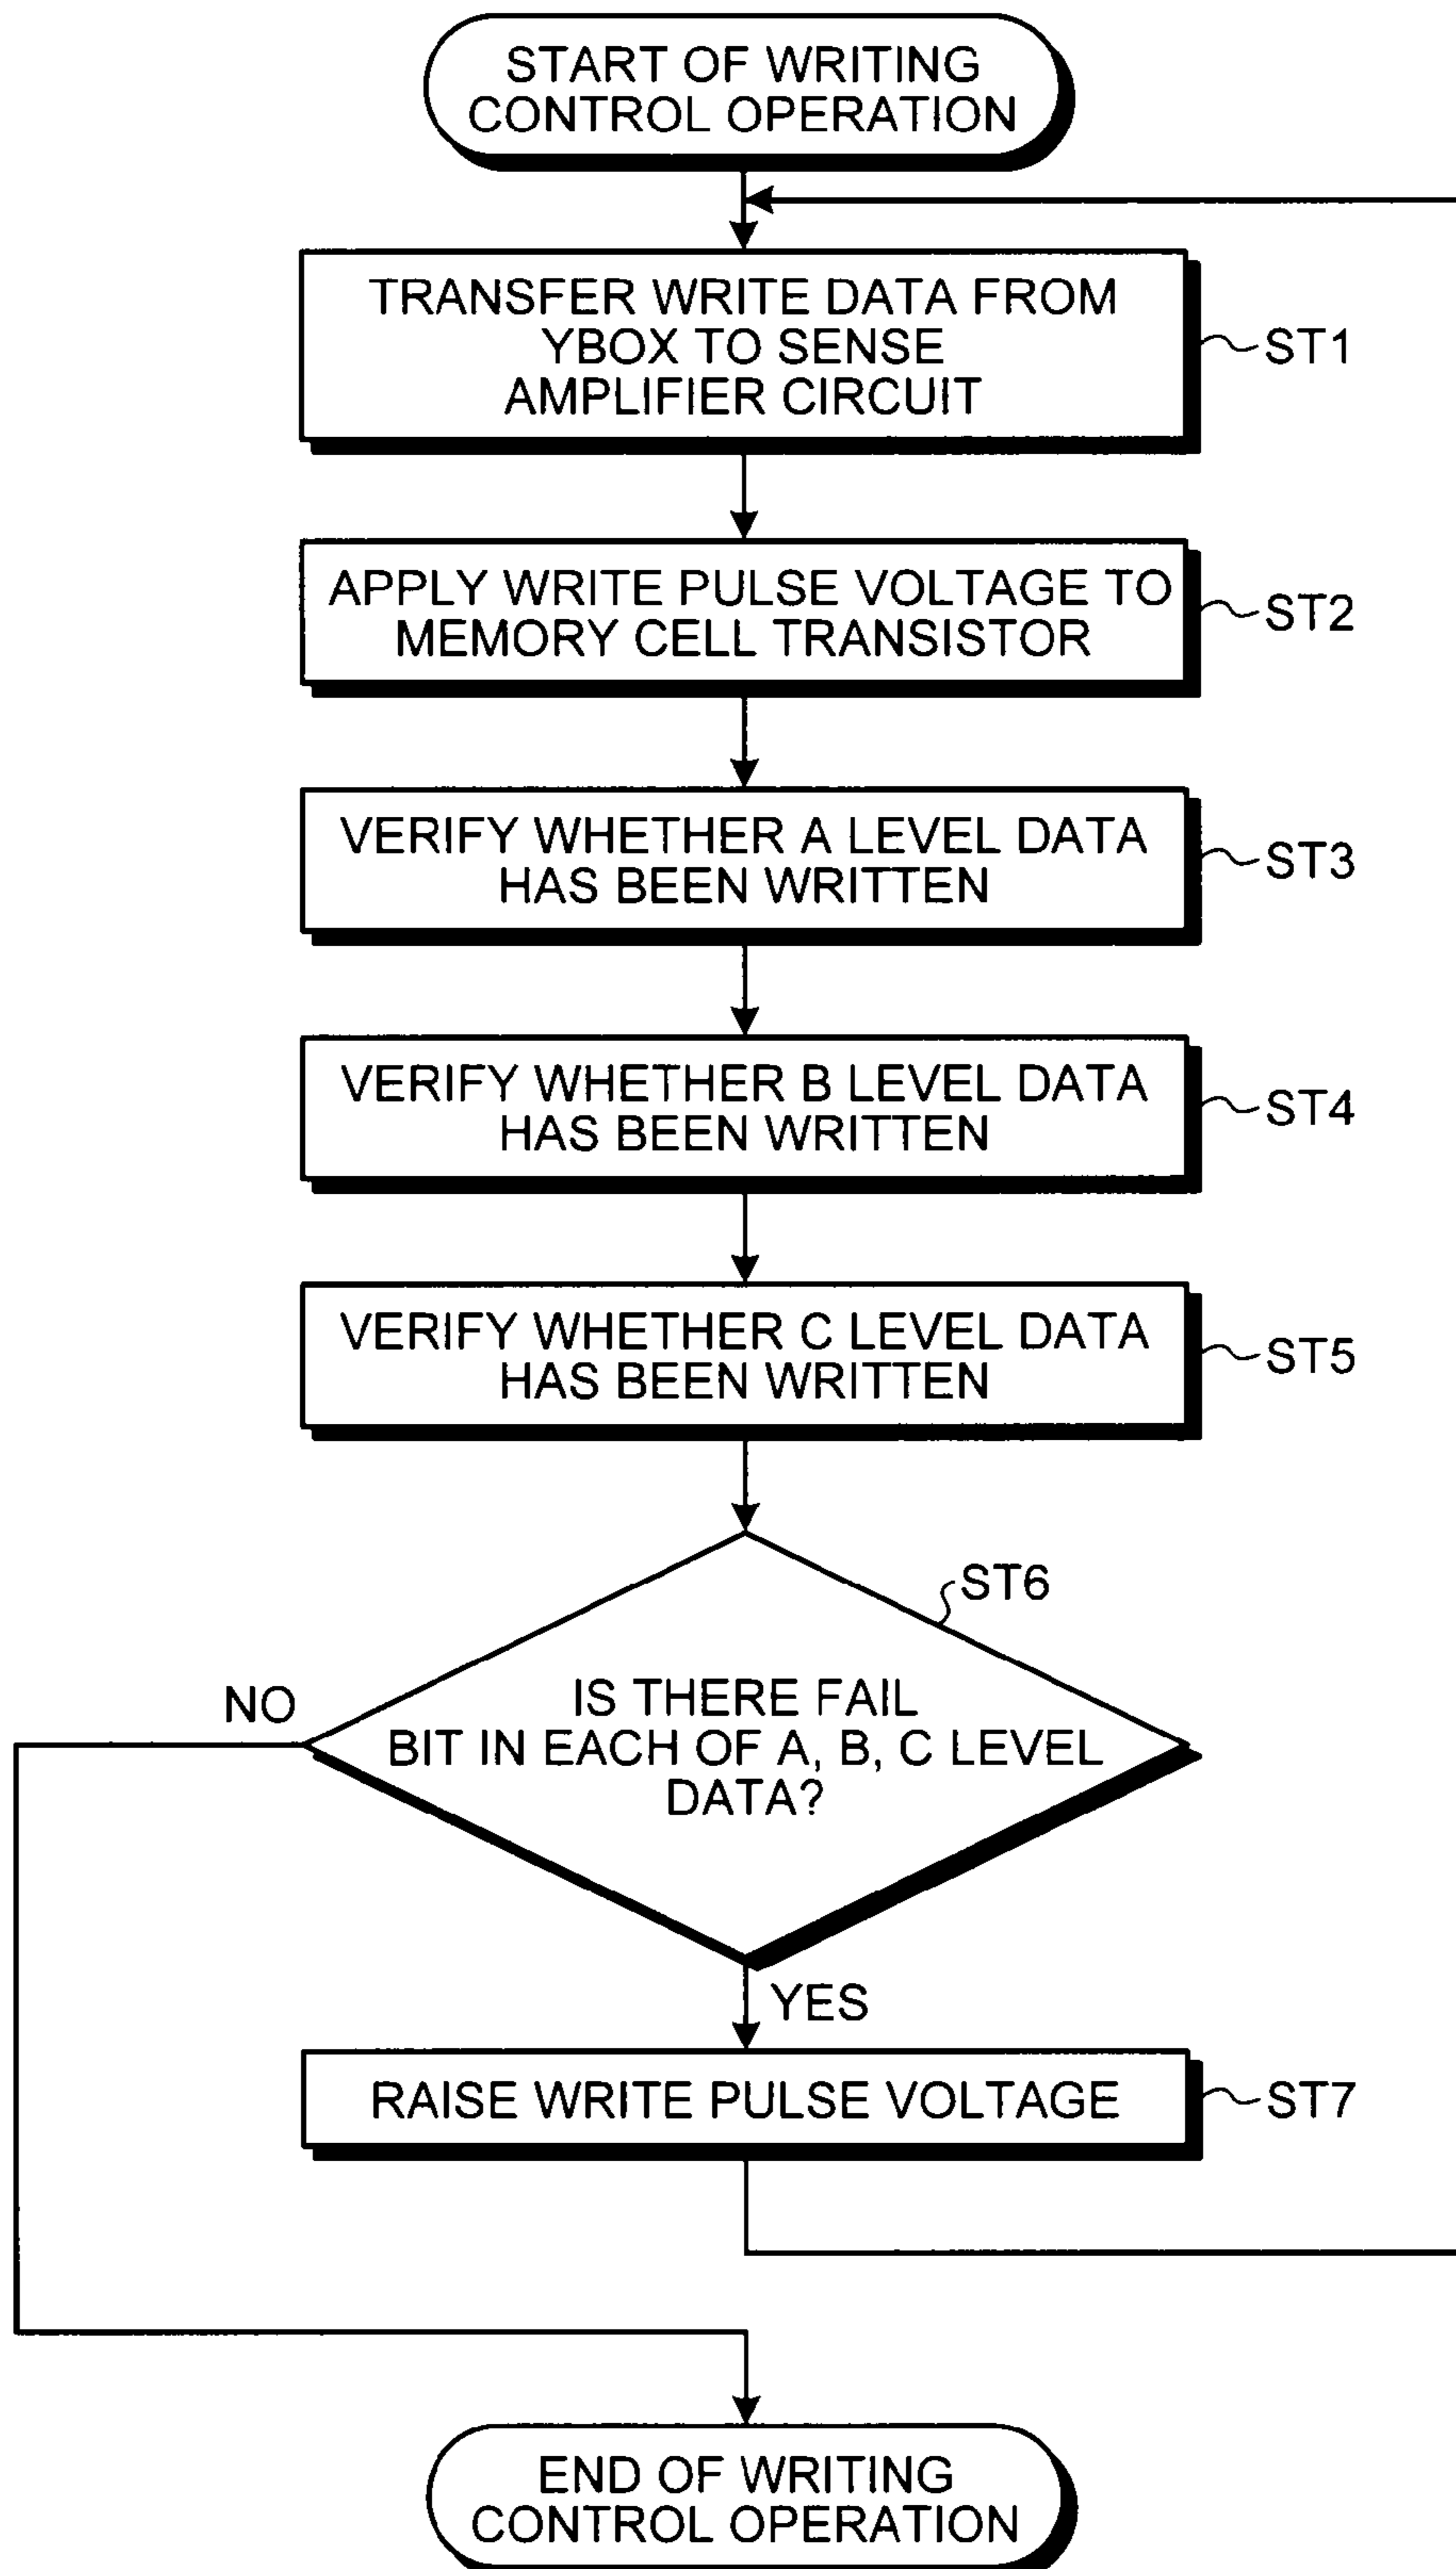 START OF WRITING
CONTROL OPERATION
TRANSFER WRITE DATA FROM
YBOX TO SENSE
AMPLIFIER CIRCUIT
ST1
APPLY WRITE PULSE VOLTAGE TO
MEMORY CELL TRANSISTOR
ST2
VERIFY WHETHER A LEVEL DATA
HAS BEEN WRITTEN
ST3
VERIFY WHETHER B LEVEL DATA
HAS BEEN WRITTEN
ST4
VERIFY WHETHER C LEVEL DATA
HAS BEEN WRITTEN
ST5
ST6
NO
IS THERE FAIL
BIT IN EACH OF A, B, C LEVEL
DATA?
YES
RAISE WRITE PULSE VOLTAGE
ST7
END OF WRITING
CONTROL OPERATION